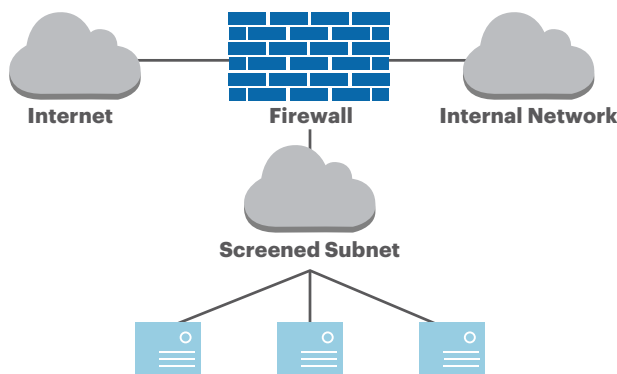 Internet
Firewall
Internal Network
Screened Subnet